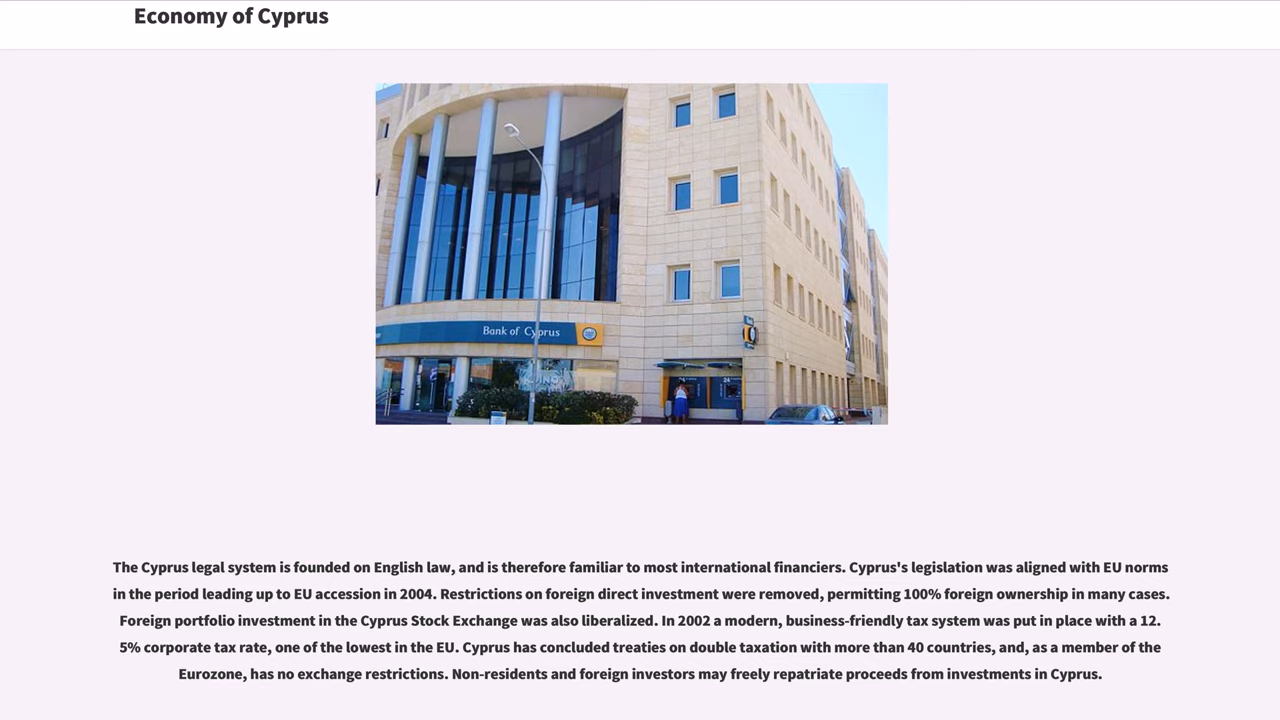 Economy of Cyprus
Bank of Cyprus
24
24
The Cyprus legal system is founded on English law, and is therefore familiar to most international financiers. Cyprus's legislation was aligned with EU norms
in the period leading up to EU accession in 2004. Restrictions on foreign direct investment were removed, permitting 100% foreign ownership in many cases.
Foreign portfolio investment in the Cyprus Stock Exchange was also liberalized. In 2002 a modern, business-friendly tax system was put in place with a 12.
5% corporate tax rate, one of the lowest in the EU. Cyprus has concluded treaties on double taxation with more than 40 countries, and, as a member of the
Eurozone, has no exchange restrictions. Non-residents and foreign investors may freely repatriate proceeds from investments in Cyprus.